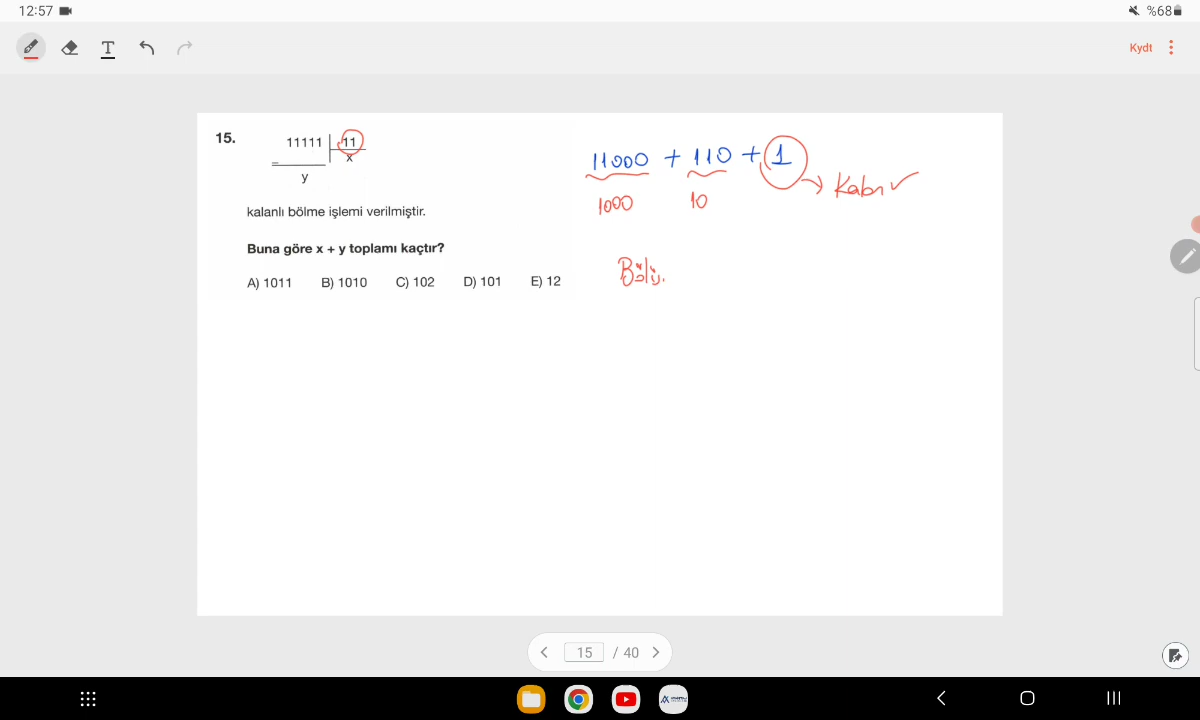 12:57
%68
T
Kydt
15.
11111 11
x
y
kalanlı bölme işlemi verilmiştir.
Buna göre x + y toplamı kaçtır?
A) 1011 B) 1010 C) 102 D) 101 E) 12
11000 + 110 + 1
1000 10
Kalan ✓
Bölü
15 / 40